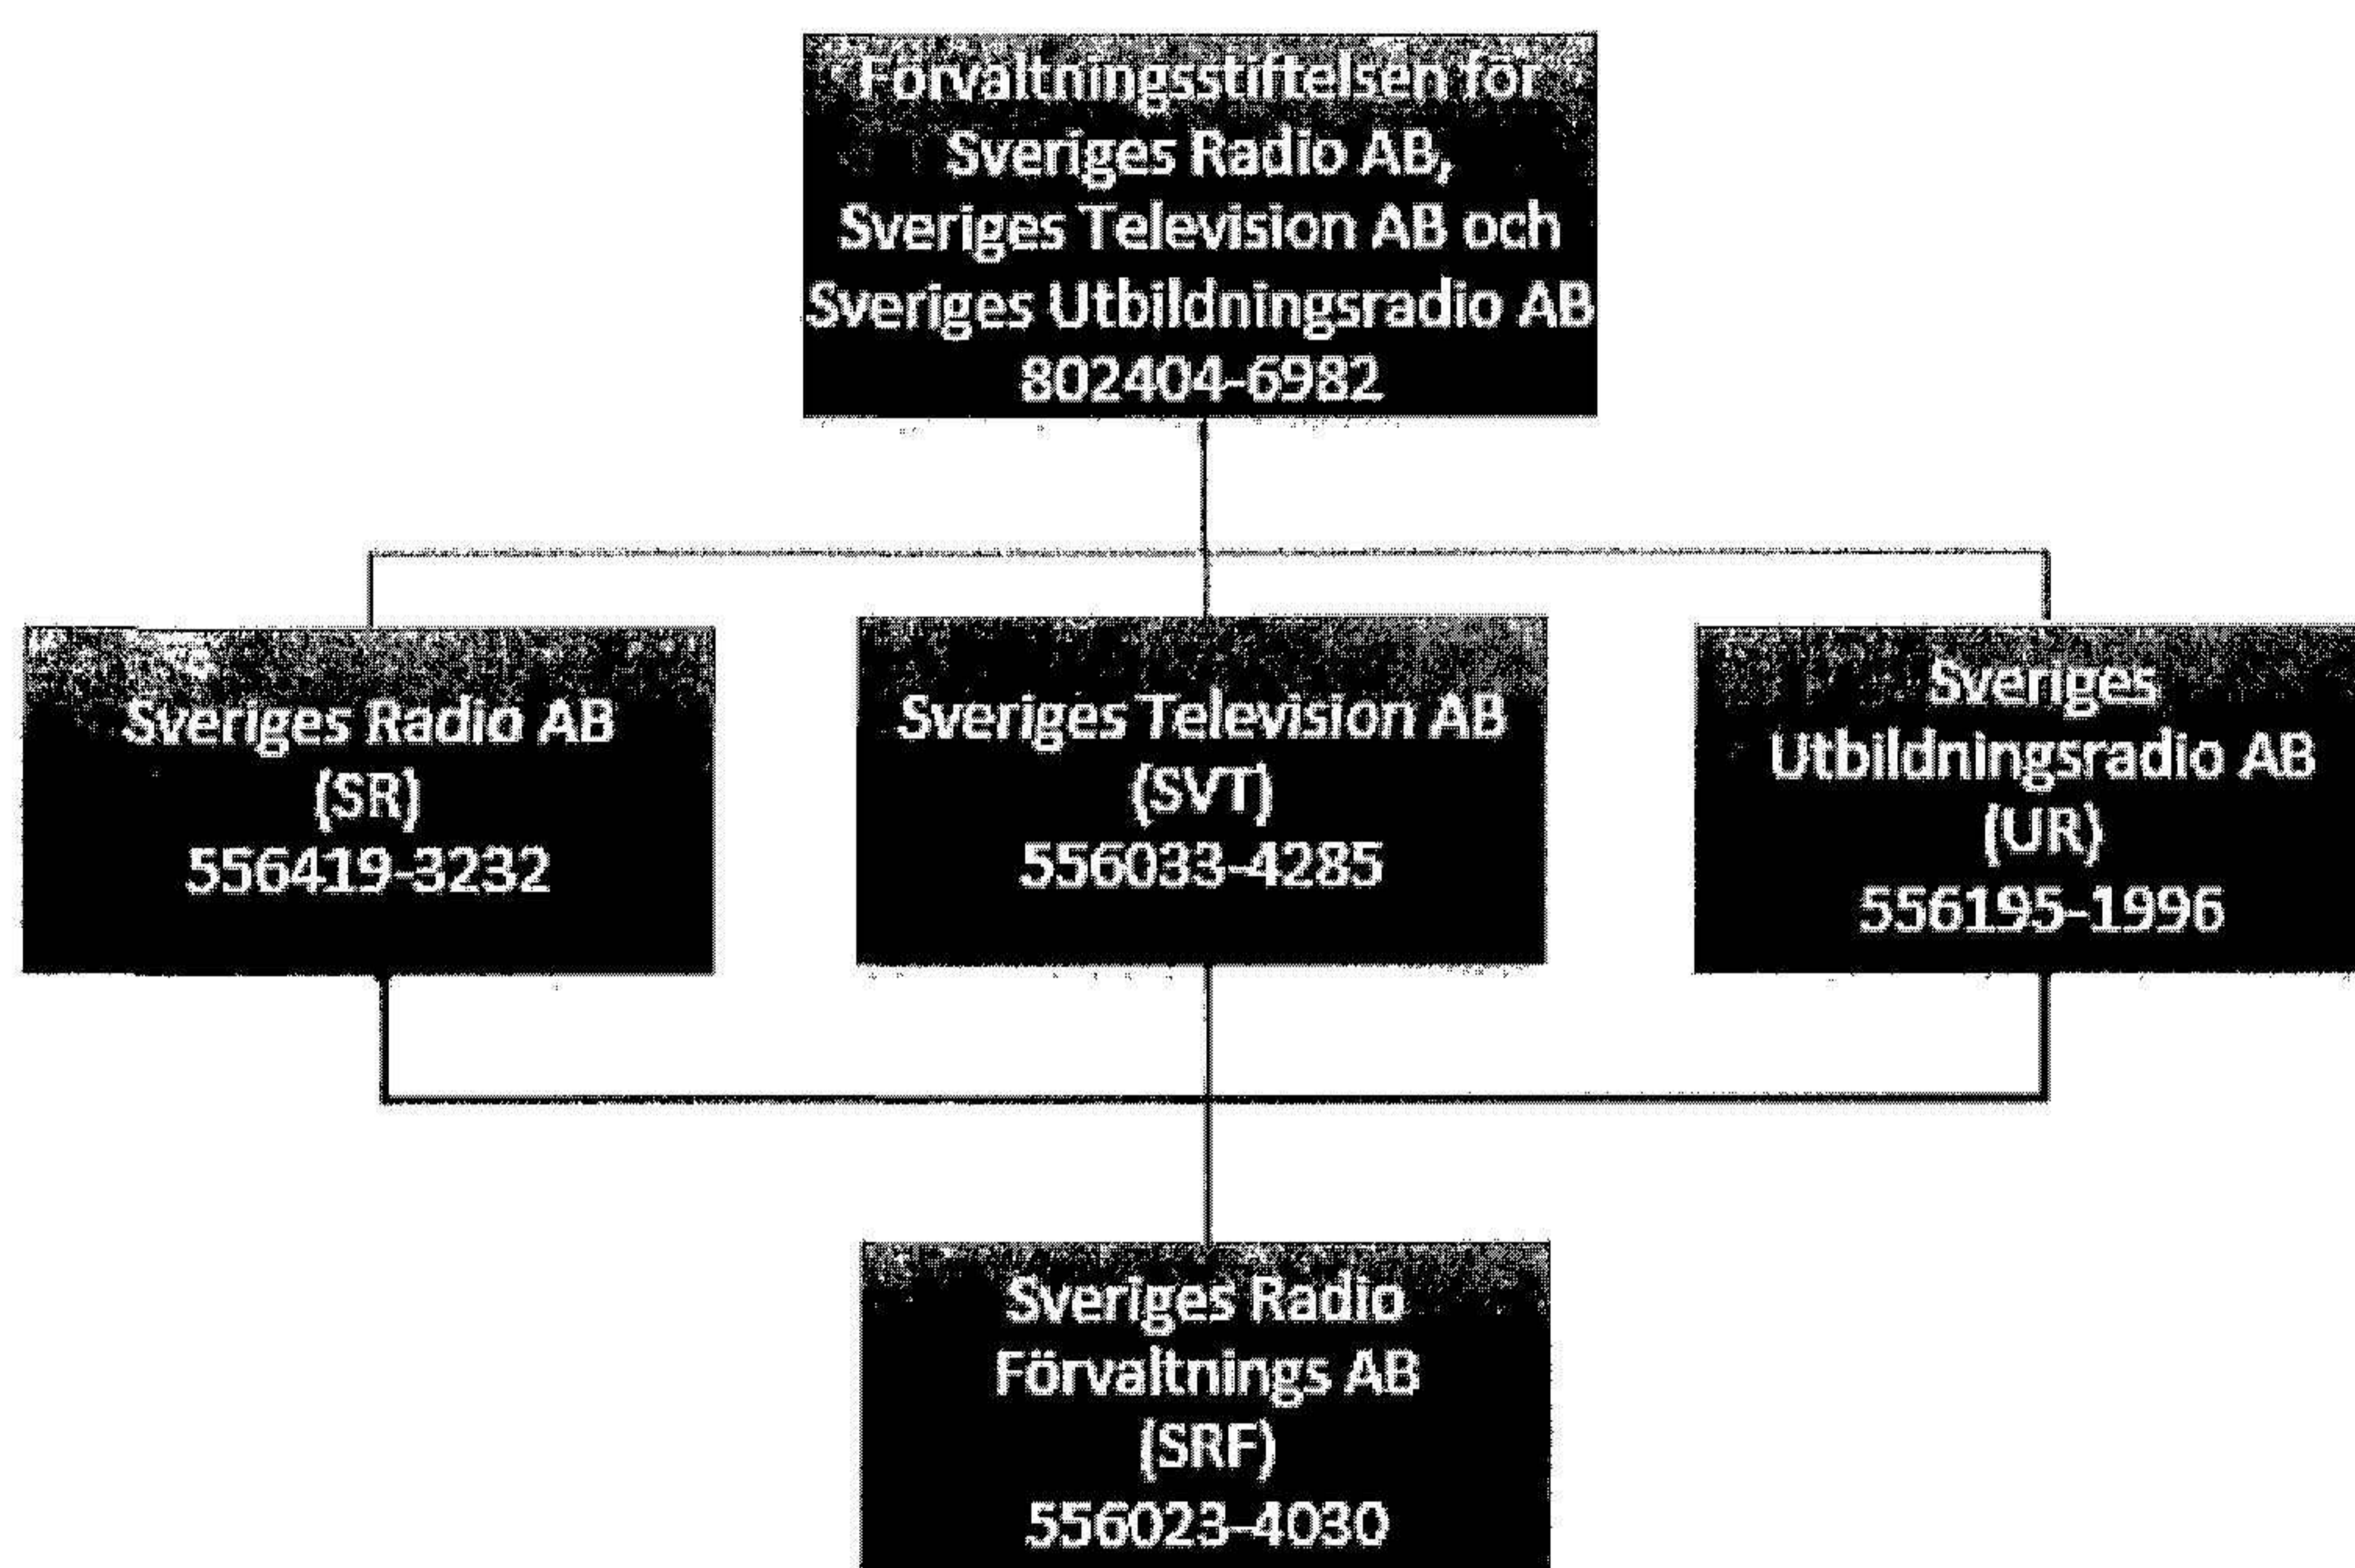 Förvaltningsstiftelsen för
Sveriges Radio AB,
Sveriges Television AB och
Sveriges Utbildningsradio AB
802404-6982
Sveriges Radio AB
(SR)
556419-3232
Sveriges Television AB
(SVT)
556033-4285
Sveriges
Utbildningsradio AB
(UR)
556195-1996
Sveriges Radio
Förvaltnings AB
(SRF)
556023-4030